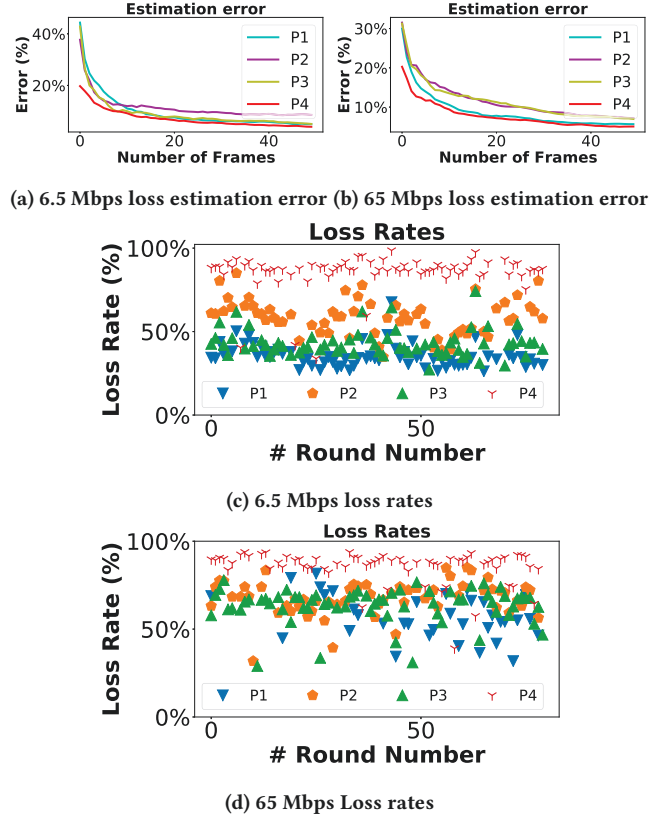 Estimation error
Estimation error
Error (%)
40%
20%
P1
P2
P3
P4
0
20
40
Number of Frames
Error (%)
30%
20%
10%
P1
P2
P3
P4
0
20
40
Number of Frames
(a) 6.5 Mbps loss estimation error (b) 65 Mbps loss estimation error
Loss Rates
Loss Rate (%)
100%
50%
0%
P1
P2
P3
P4
0
50
# Round Number
(c) 6.5 Mbps loss rates
Loss Rates
Loss Rate (%)
100%
50%
0%
P1
P2
P3
P4
0
50
# Round Number
(d) 65 Mbps Loss rates